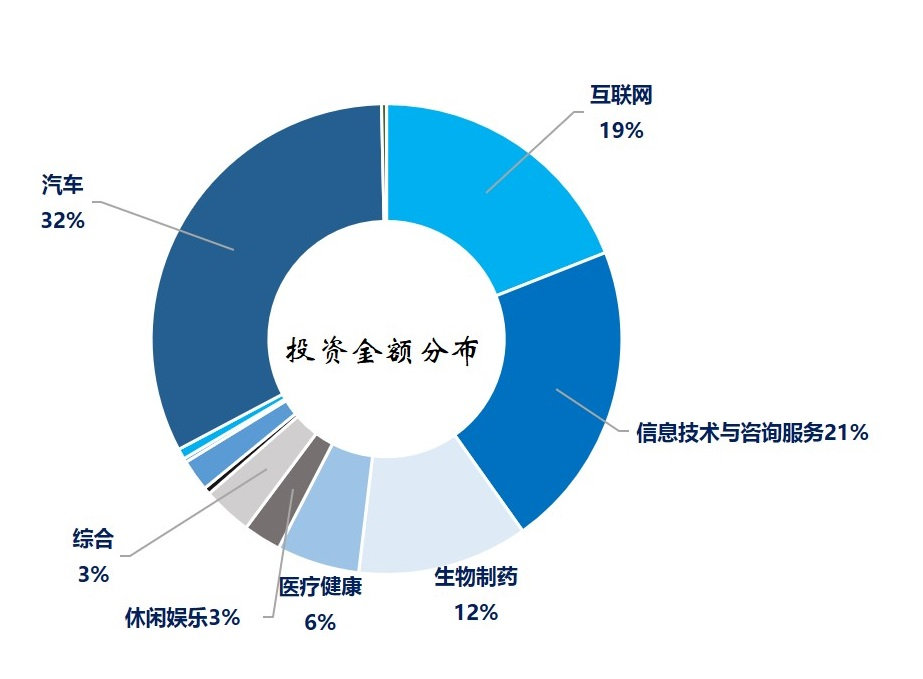 互联网
19%
汽车
32%
投资金额分布
信息技术与咨询服务21%
综合
3%
生物制药
12%
医疗健康
6%
休闲娱乐3%